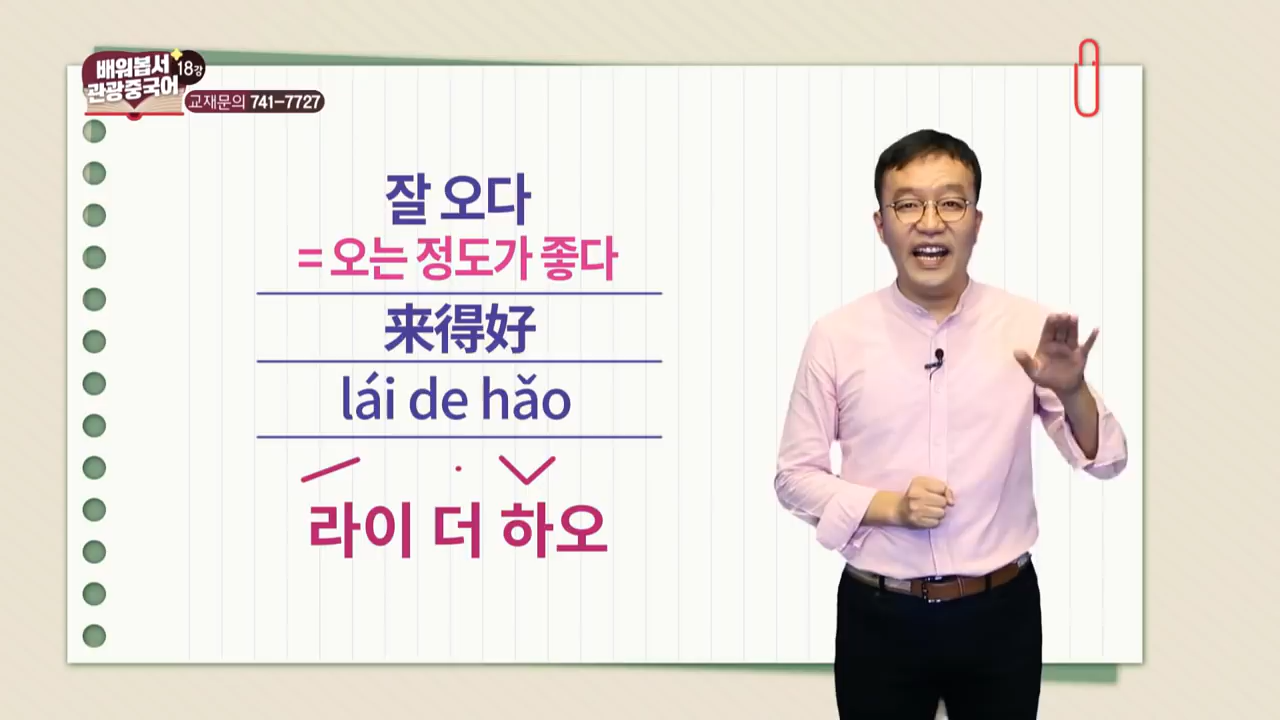 배워봅서 18강
관광중국어
교재문의 741-7727
잘 오다
= 오는 정도가 좋다
来得好
lái de hǎo
라이 더 하오